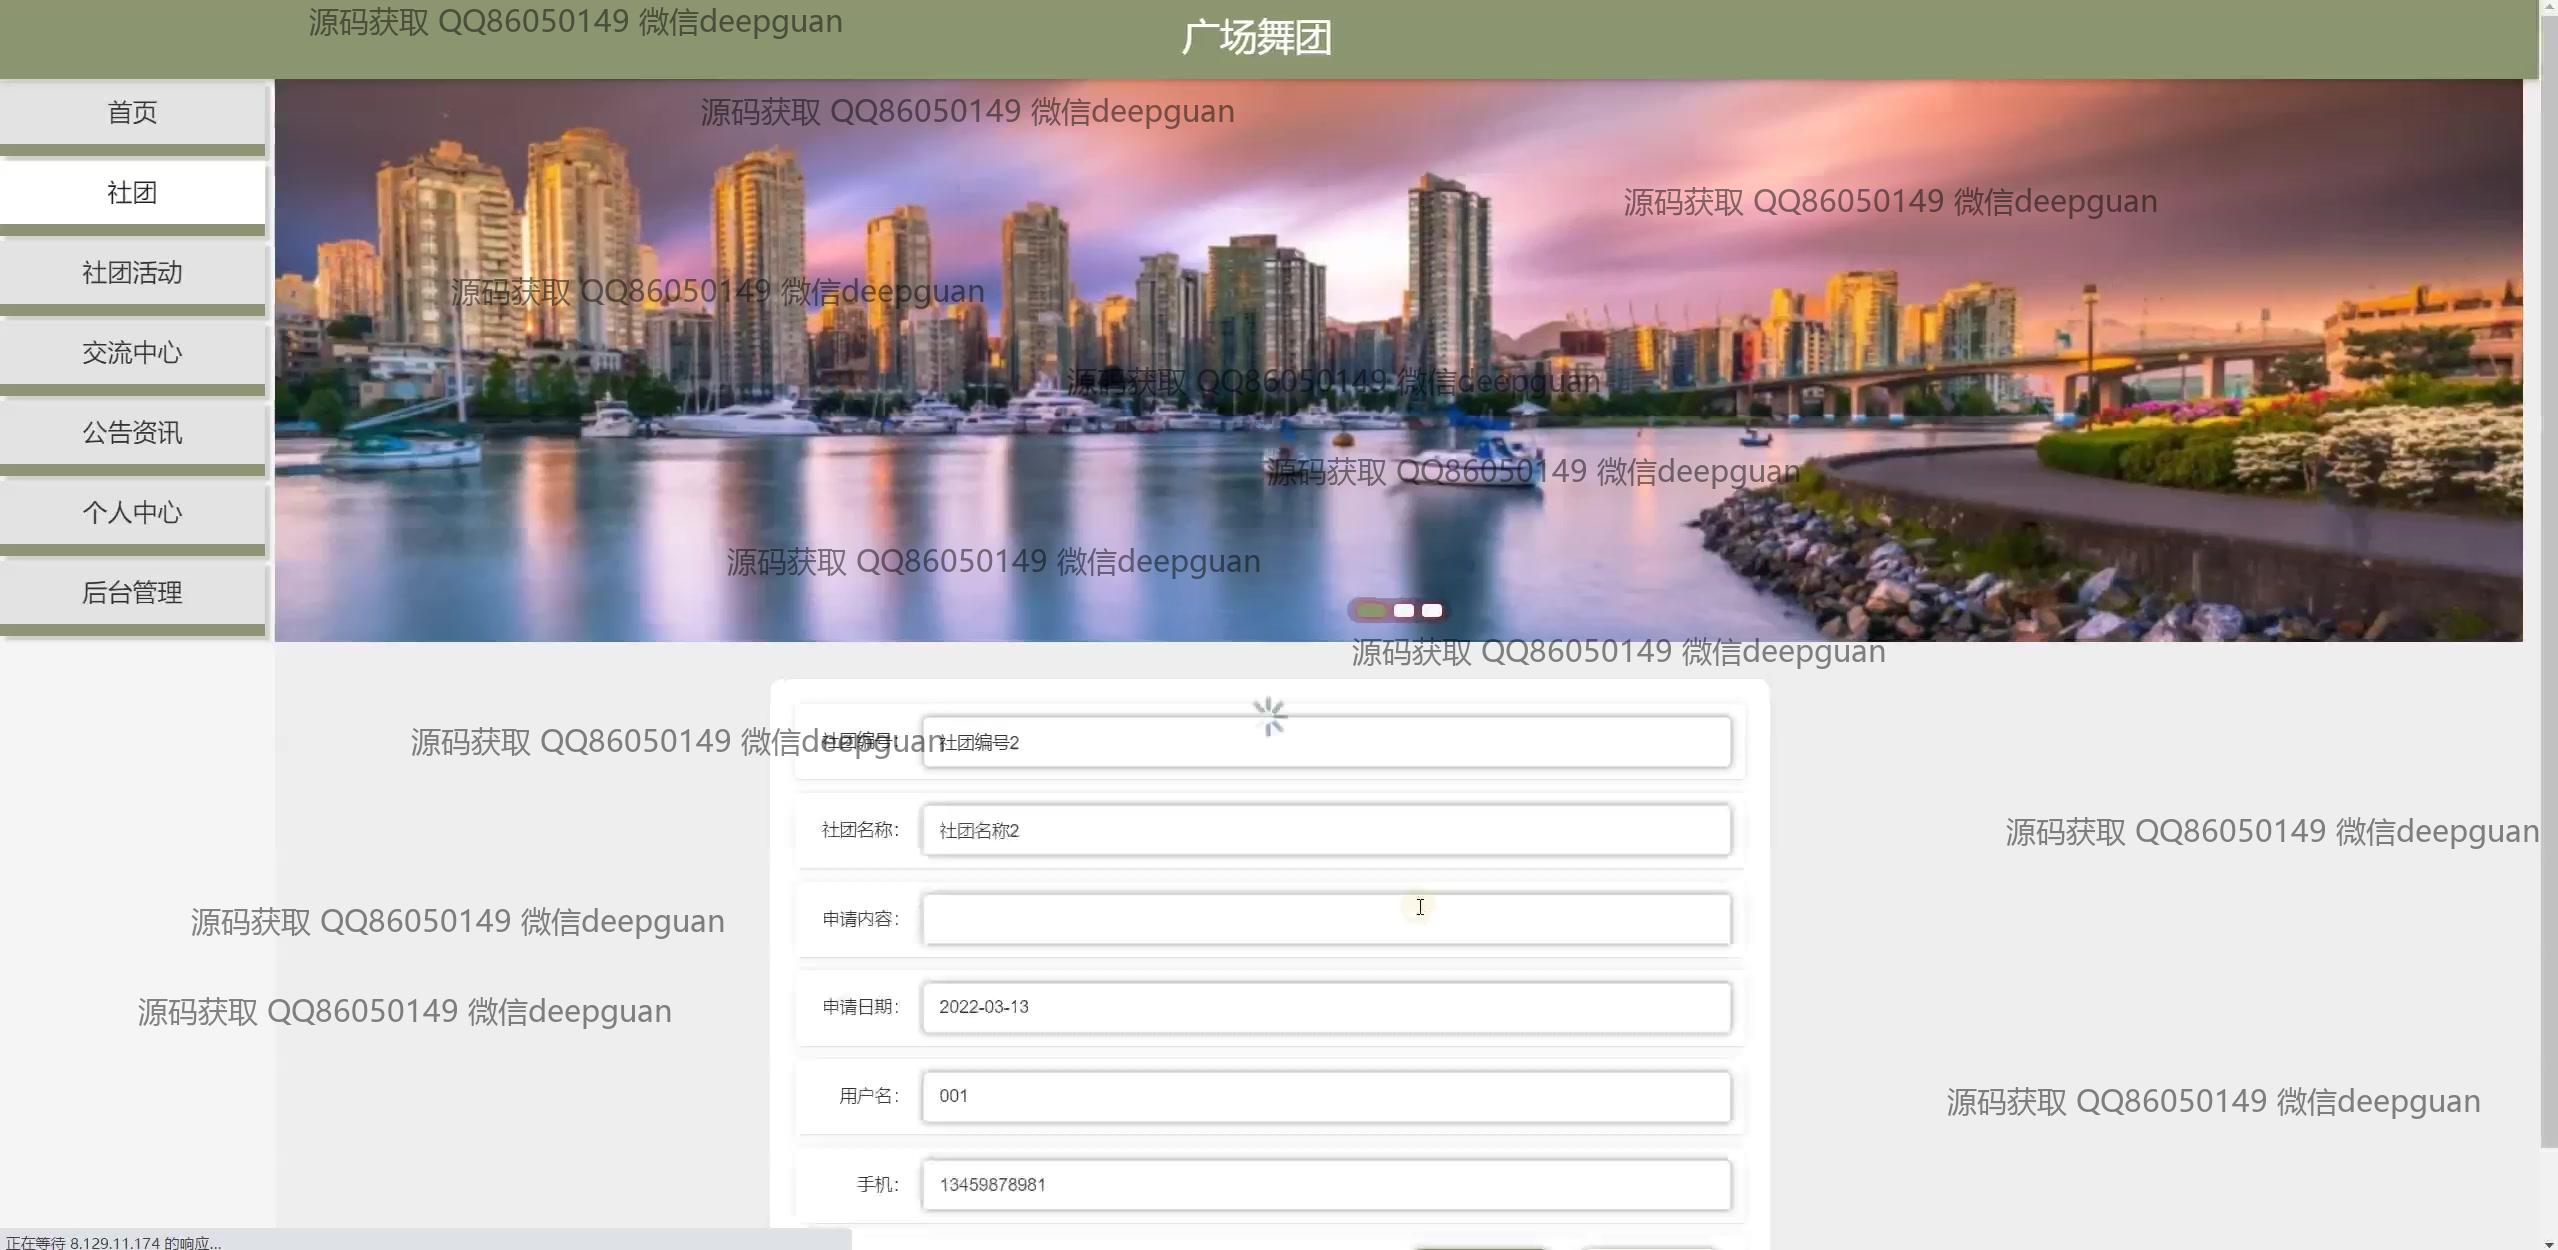 源码获取 QQ86050149 微信deepguan
广场舞团
首页
源码获取 QQ86050149 微信deepguan
社团
源码获取 QQ86050149 微信deepguan
社团活动
源码获取 QQ86050149 微信deepguan
交流中心
源码获取 QQ86050149 微信deepguan
公告资讯
源码获取 QQ86050149 微信deepguan
个人中心
源码获取 QQ86050149 微信deepguan
后台管理
源码获取 QQ86050149 微信deepguan
源码获取 QQ86050149 微信deepguan
社团编号: 社团编号2
社团名称: 社团名称2
源码获取 QQ86050149 微信deepguan
源码获取 QQ86050149 微信deepguan
申请内容:
申请日期: 2022-03-13
源码获取 QQ86050149 微信deepguan
用户名: 001
源码获取 QQ86050149 微信deepguan
手机: 13459878981
正在等待 8.129.11.174 的响应...